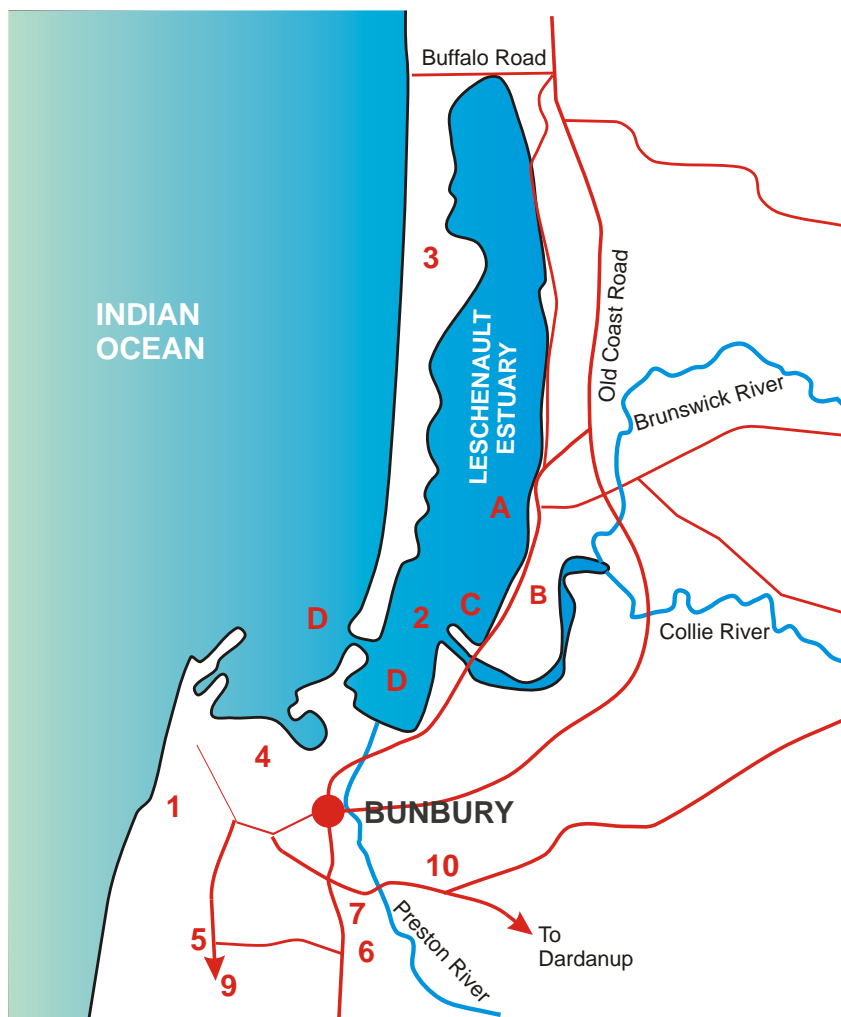 Buffalo Road
3
INDIAN
OCEAN
LESCHENAULT
ESTUARY
Old Coast Road
Brunswick River
A
B
C
2
D
Collie River
D
4
1
BUNBURY
10
7
Preston River
To
Dardanup
5
6
9